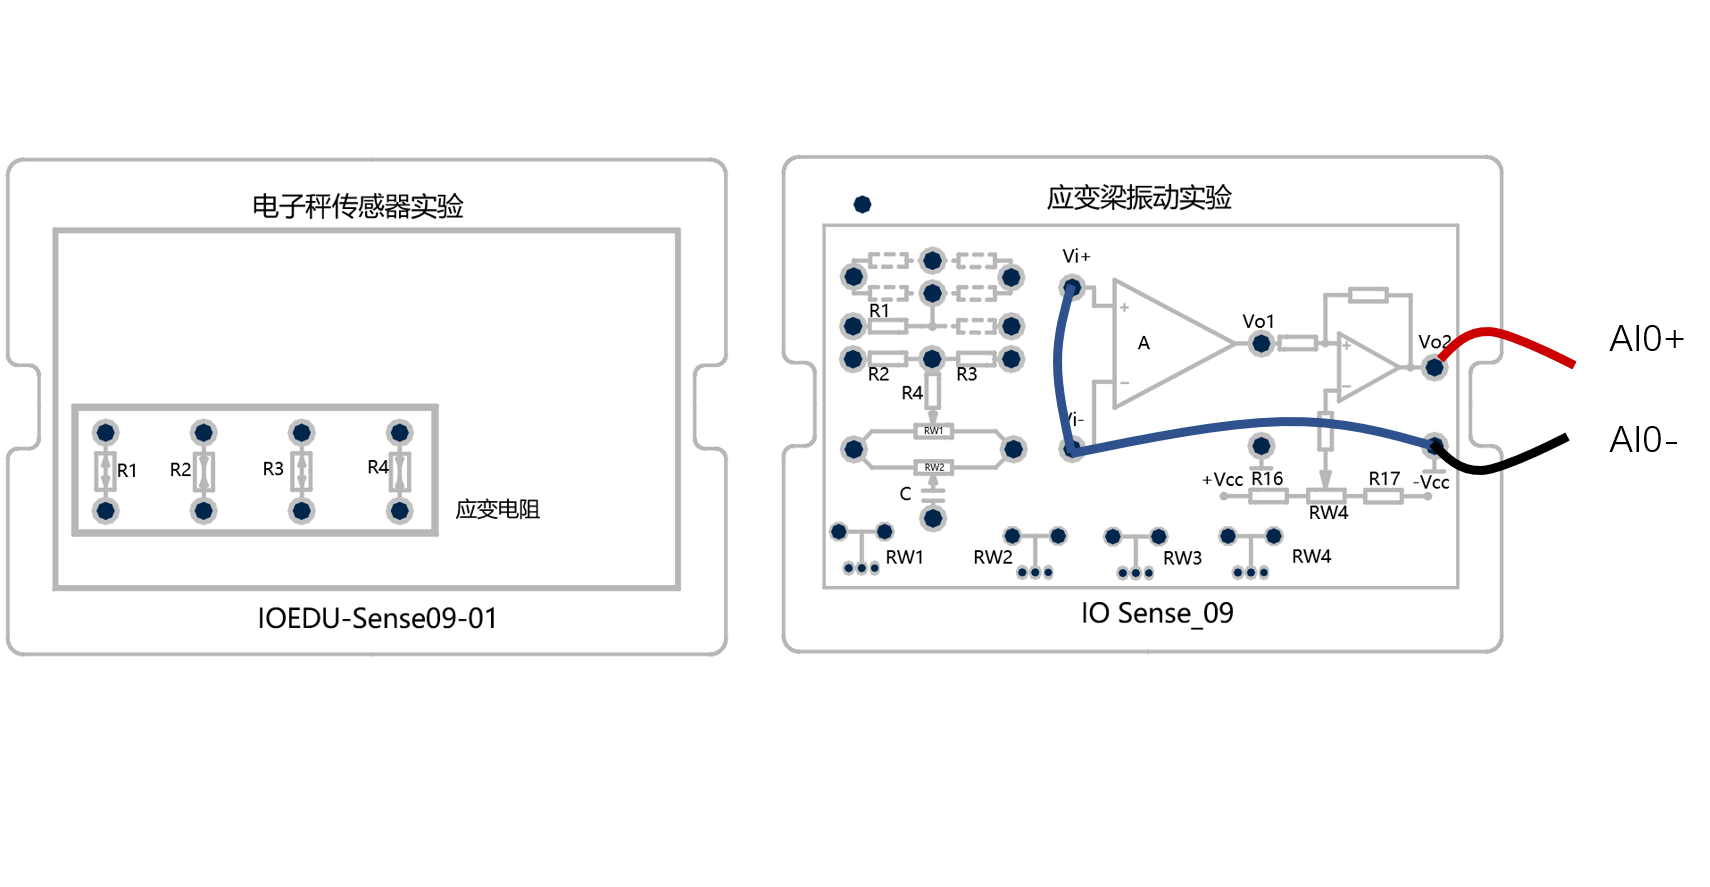 电子秤传感器实验
R1
R2
R3
R4
应变电阻
IOEDU-Sense09-01
应变梁振动实验
Vi+
R1
+
A
Vo1
+
Vo2
AI0+
R2
R3
−
−
R4
Vi-
AI0-
RW1
RW2
C
+Vcc
R16
R17
-Vcc
RW4
RW1
RW2
RW3
RW4
IO Sense_09